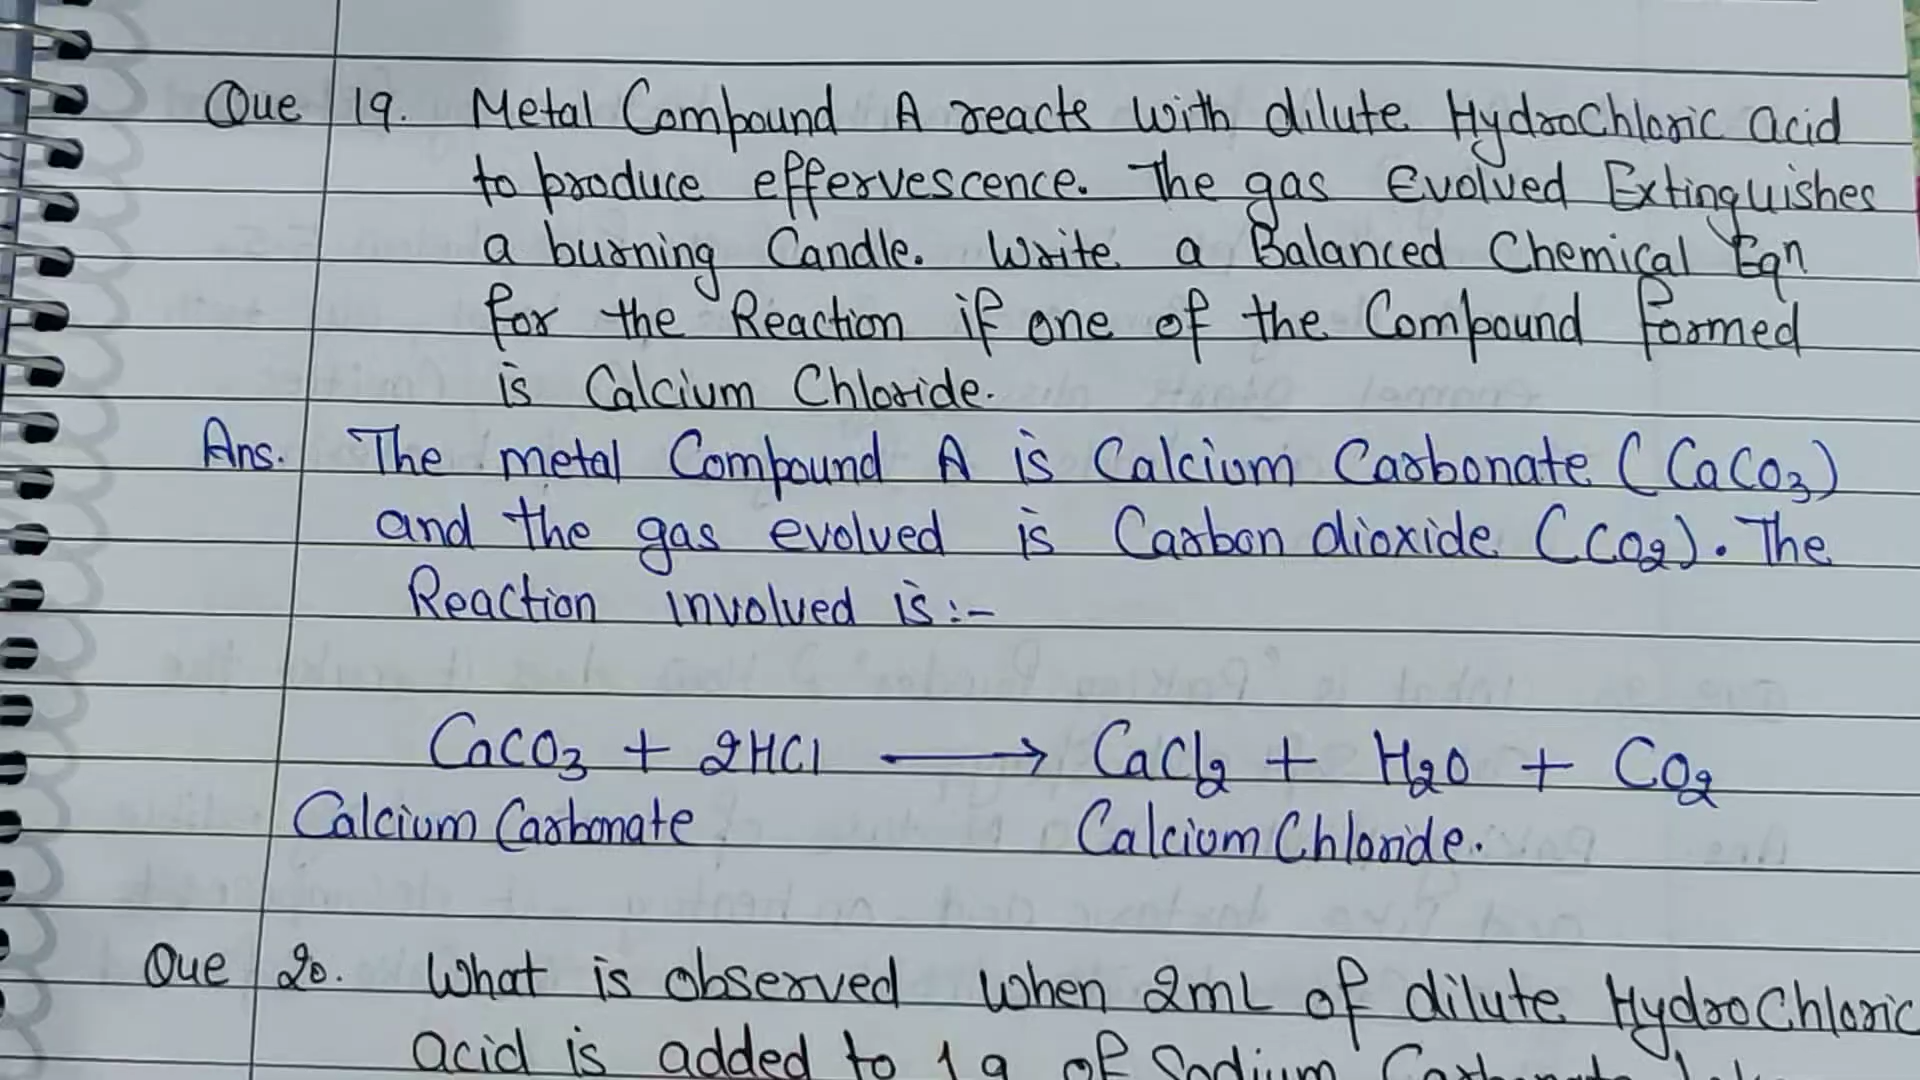 Que 19. Metal Compound A reacts with dilute HydroChloric acid
to produce effervescence. The gas Evolved Extinguishes
a burning Candle. Write a Balanced Chemical Eqn
for the Reaction if one of the Compound formed
is Calcium Chloride.
Ans. The metal Compound A is Calcium Carbonate (CaCO3)
and the gas evolved is Carbon dioxide (CO2). The
Reaction involved is:-
CaCO3 + 2HCl ⟶ CaCl2 + H2O + CO2
Calcium Carbonate Calcium Chloride.
Que 20. What is observed when 2mL of dilute HydroChloric
acid is added to 1g of Sodium Carbonate